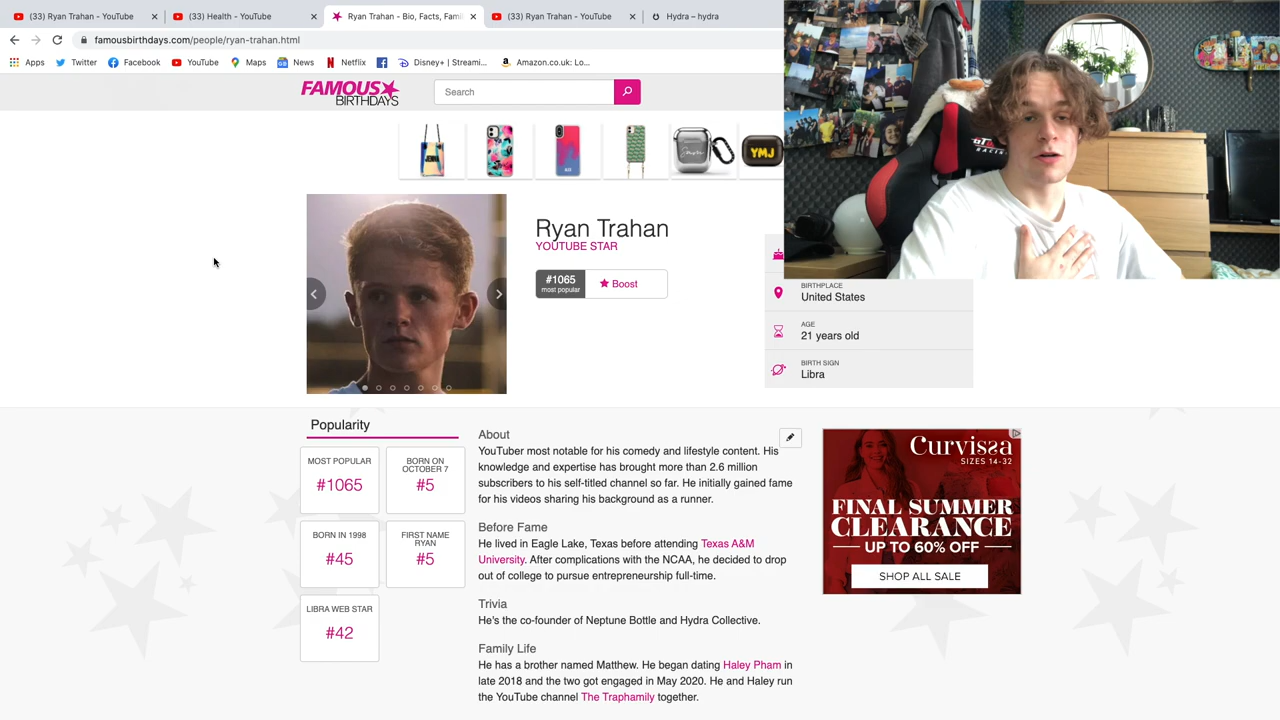 (33) Ryan Trahan - YouTube
(33) Health - YouTube
Ryan Trahan - Bio, Facts, Fami
(33) Ryan Trahan - YouTube
Hydra – hydra
famousbirthdays.com/people/ryan-trahan.html
Apps
Twitter
Facebook
YouTube
Maps
News
Netflix
Disney+ | Streami...
Amazon.co.uk: Lo...
FAMOUS
BIRTHDAYS
Search
YMJ
GT
RACING
Ryan Trahan
YOUTUBE STAR
#1065
most popular
Boost
BIRTHPLACE
United States
AGE
21 years old
BIRTH SIGN
Libra
Popularity
MOST POPULAR
#1065
BORN ON
OCTOBER 7
#5
BORN IN 1998
#45
FIRST NAME
RYAN
#5
LIBRA WEB STAR
#42
About
YouTuber most notable for his comedy and lifestyle content. His
knowledge and expertise has brought more than 2.6 million
subscribers to his self-titled channel so far. He initially gained fame
for his videos sharing his background as a runner.
Before Fame
He lived in Eagle Lake, Texas before attending Texas A&M
University. After complications with the NCAA, he decided to drop
out of college to pursue entrepreneurship full-time.
Trivia
He's the co-founder of Neptune Bottle and Hydra Collective.
Family Life
He has a brother named Matthew. He began dating Haley Pham in
late 2018 and the two got engaged in May 2020. He and Haley run
the YouTube channel The Traphamily together.
Curvissa
SIZES 14-32
FINAL SUMMER
CLEARANCE
UP TO 60% OFF
SHOP ALL SALE